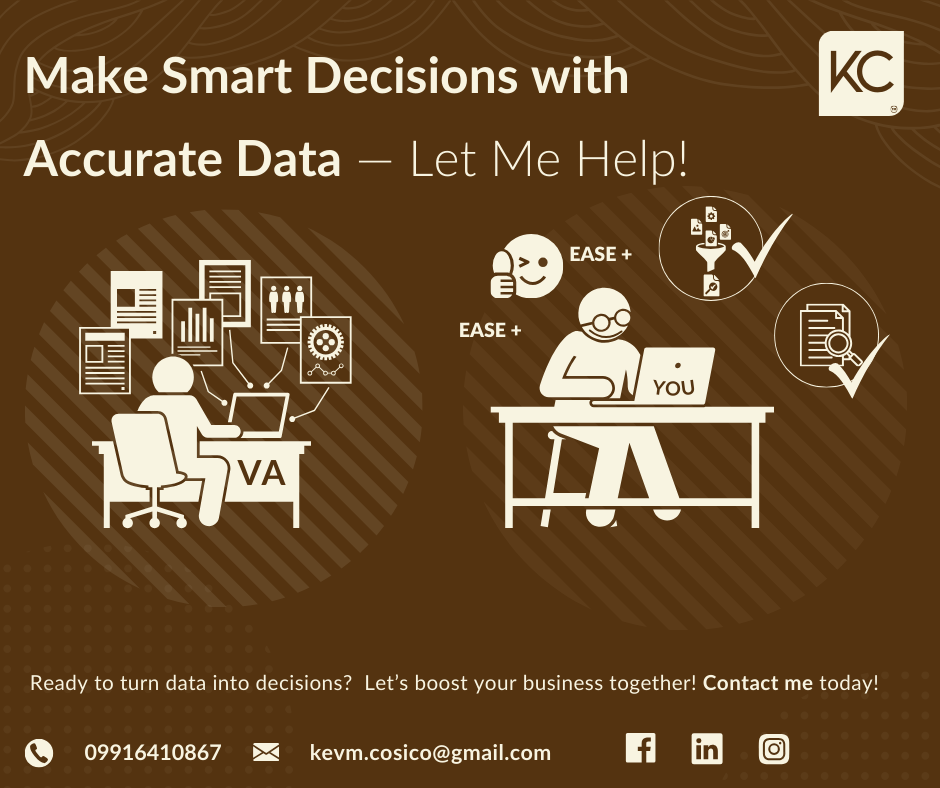 Make Smart Decisions with
KC
Accurate Data — Let Me Help!
EASE +
EASE +
YOU
VA
Ready to turn data into decisions?  Let's boost your business together! Contact me today!
09916410867
kevm.cosico@gmail.com